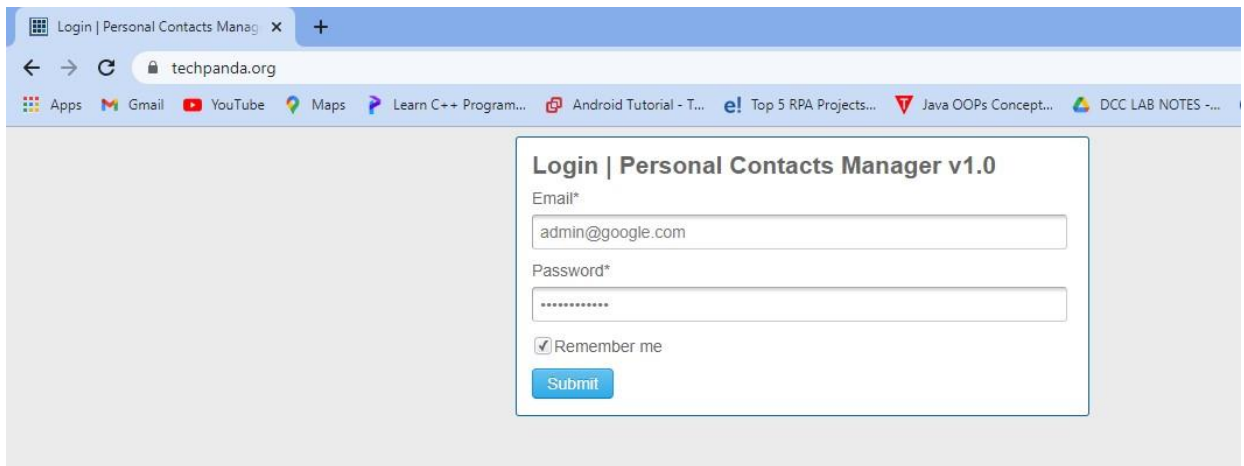 Login | Personal Contacts Manag
techpanda.org
Apps Gmail YouTube Maps Learn C++ Program... Android Tutorial - T... Top 5 RPA Projects... Java OOPs Concept... DCC LAB NOTES -...
Login | Personal Contacts Manager v1.0
Email*
admin@google.com
Password*
••••••••••••
Remember me
Submit